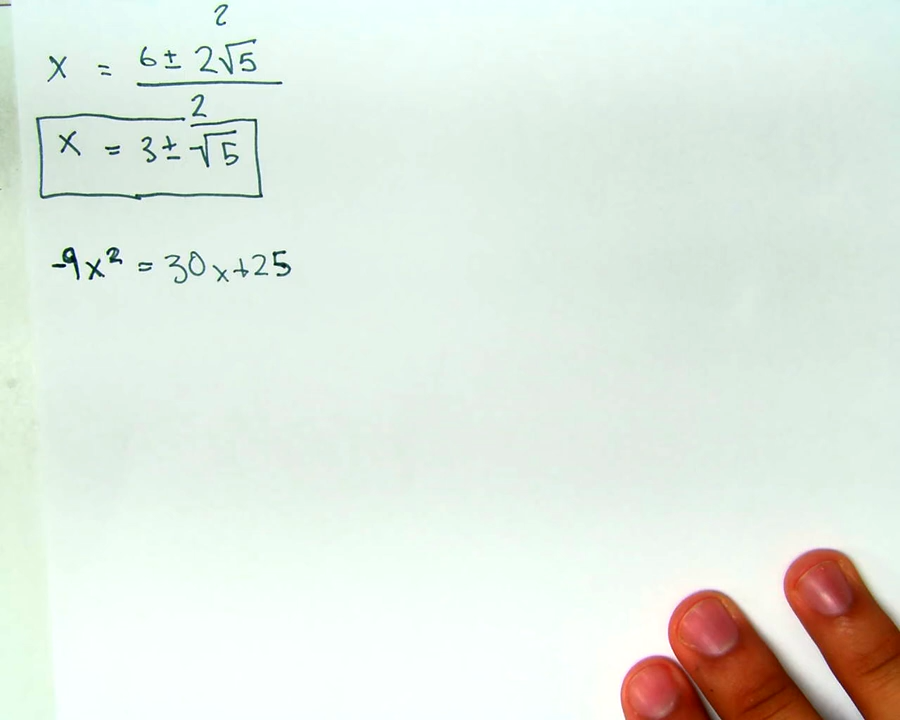 2
x = 6 ± 2√5
2
x = 3 ± √5
-9x² = 30x+25